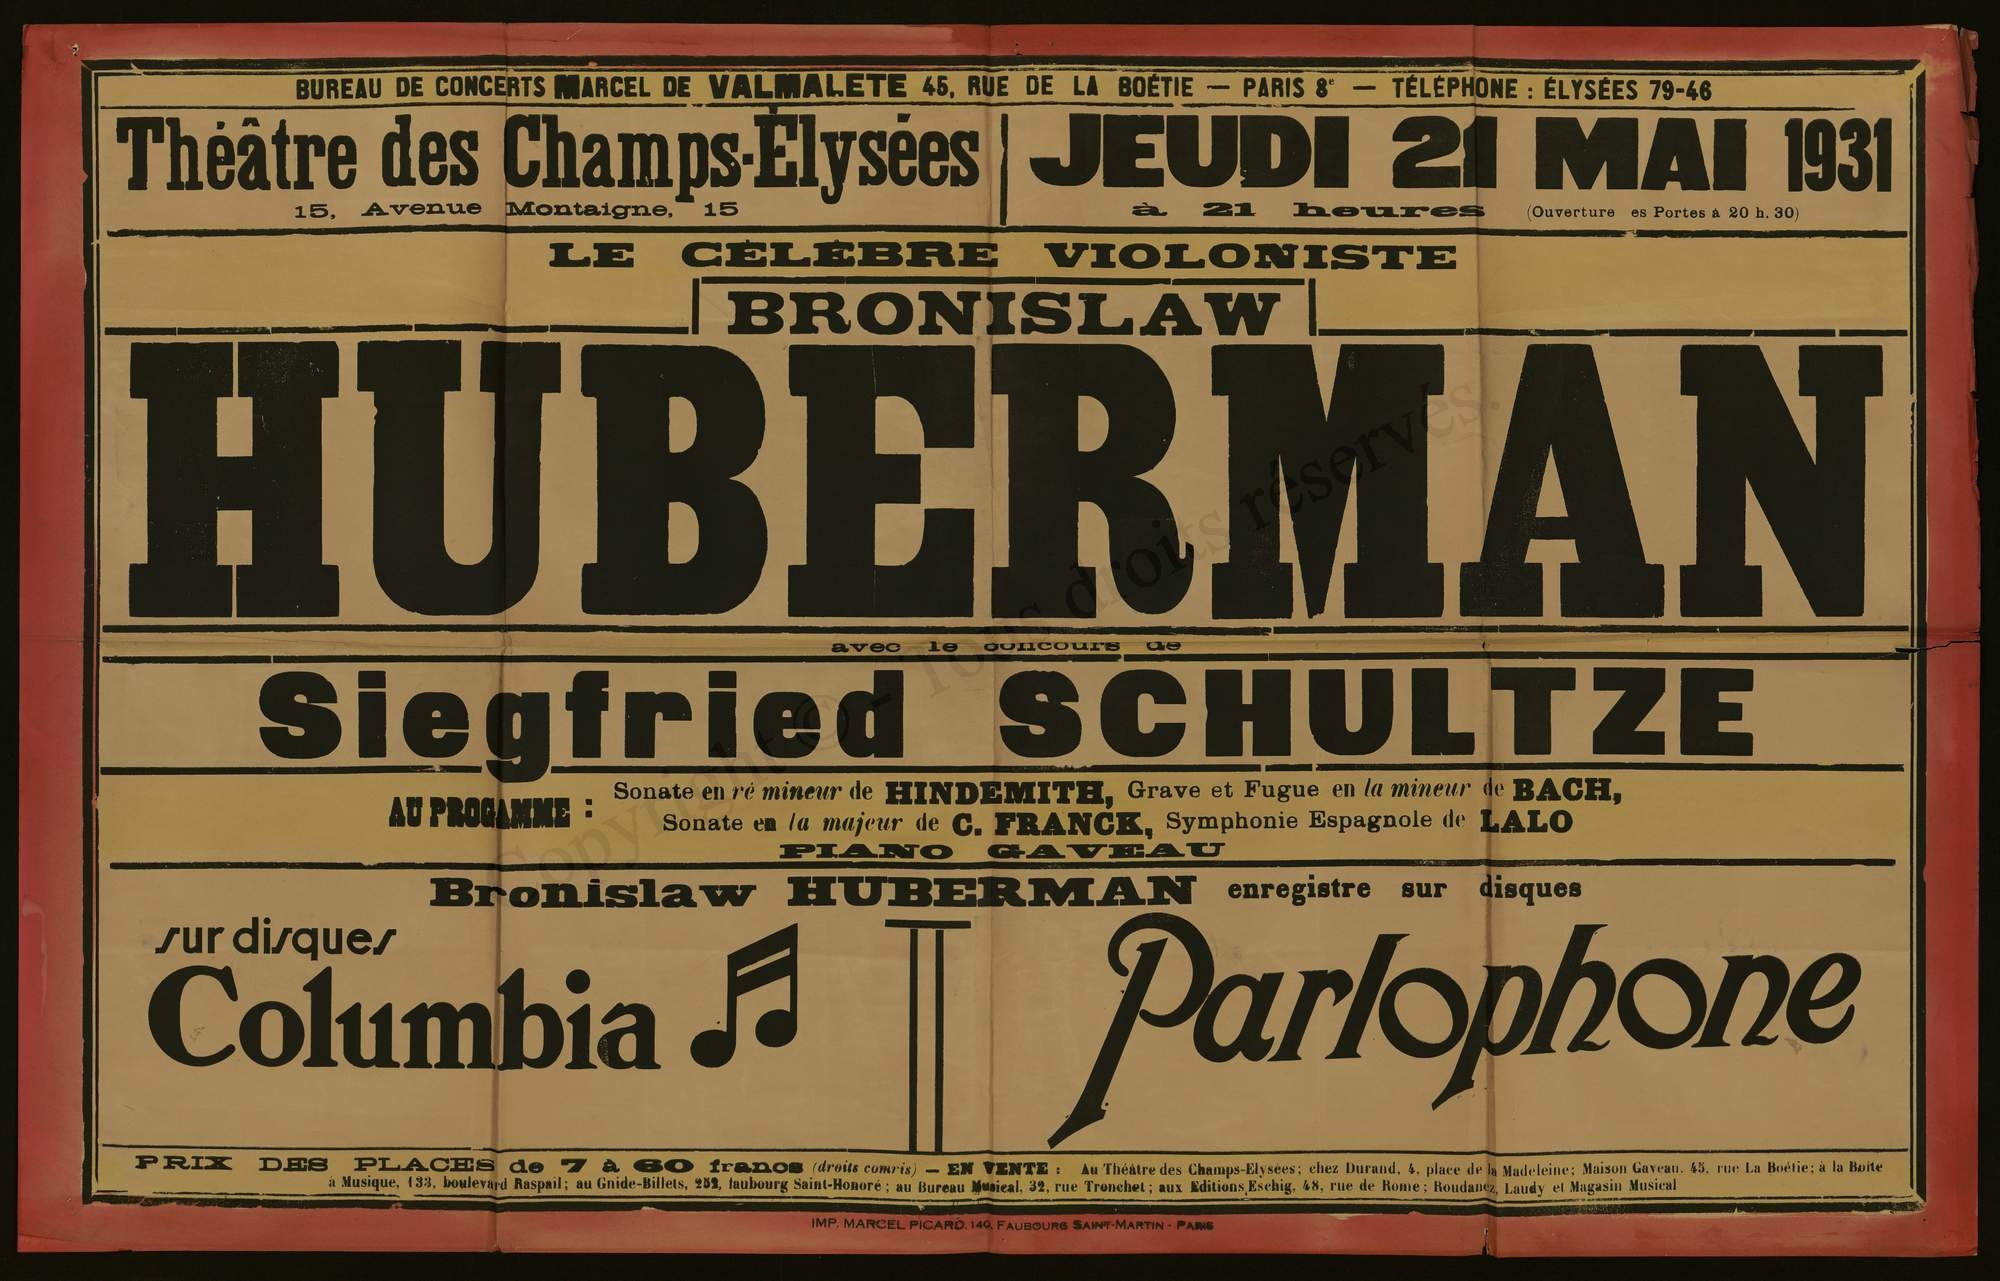 BUREAU DE CONCERTS MARCEL DE VALMALETE 45, RUE DE LA BOÉTIE — PARIS 8e — TÉLÉPHONE : ÉLYSÉES 79-46
Théâtre des Champs-Élysées
15, Avenue Montaigne, 15
JEUDI 21 MAI 1931
à 21 heures (Ouverture es Portes à 20 h. 30)
LE CÉLÈBRE VIOLONISTE
BRONISLAW
HUBERMAN
avec le concours de
Siegfried SCHULTZE
AU PROGAMME : Sonate en ré mineur de HINDEMITH, Grave et Fugue en la mineur de BACH,
Sonate en la majeur de C. FRANCK, Symphonie Espagnole de LALO
PIANO GAVEAU
Bronislaw HUBERMAN enregistre sur disques
sur disques
Columbia
Parlophone
PRIX DES PLACES de 7 à 60 francs (droits comris) — EN VENTE : Au Théâtre des Champs-Elysées; chez Durand, 4, place de la Madeleine; Maison Gaveau. 45, rue La Boétie; à la Boîte
à Musique, 133, boulevard Raspail; au Gnide-Billets, 252, faubourg Saint-Honoré; au Bureau Musical, 32, rue Tronchet; aux Editions Eschig, 48, rue de Rome; Roudanez, Laudy et Magasin Musical
IMP. MARCEL PICARD, 140, FAUBOURG SAINT-MARTIN - PARIS
Copyright © - Tous droits réservés.